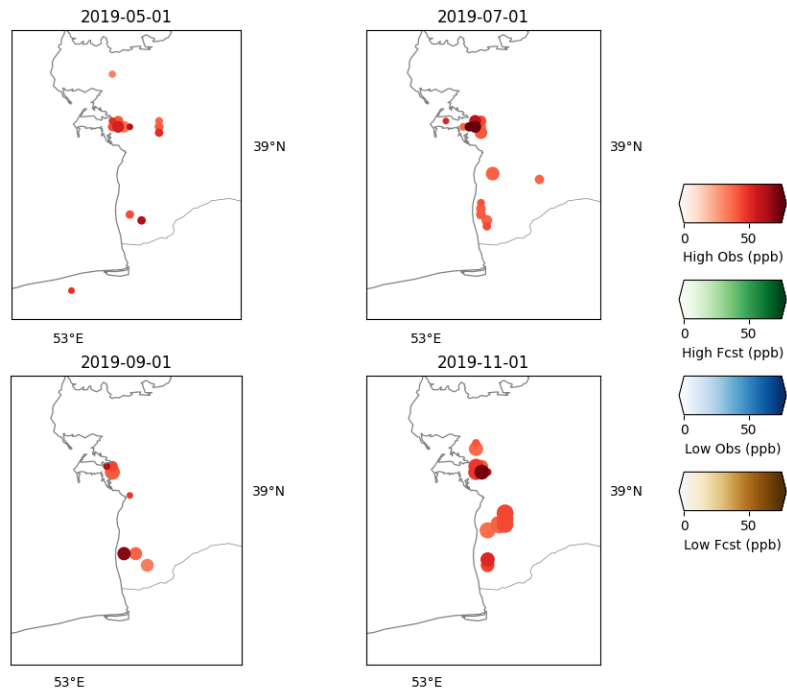 2019-05-01
2019-07-01
39°N
39°N
53°E
53°E
2019-09-01
2019-11-01
39°N
39°N
53°E
53°E
0 50
High Obs (ppb)
0 50
High Fcst (ppb)
0 50
Low Obs (ppb)
0 50
Low Fcst (ppb)